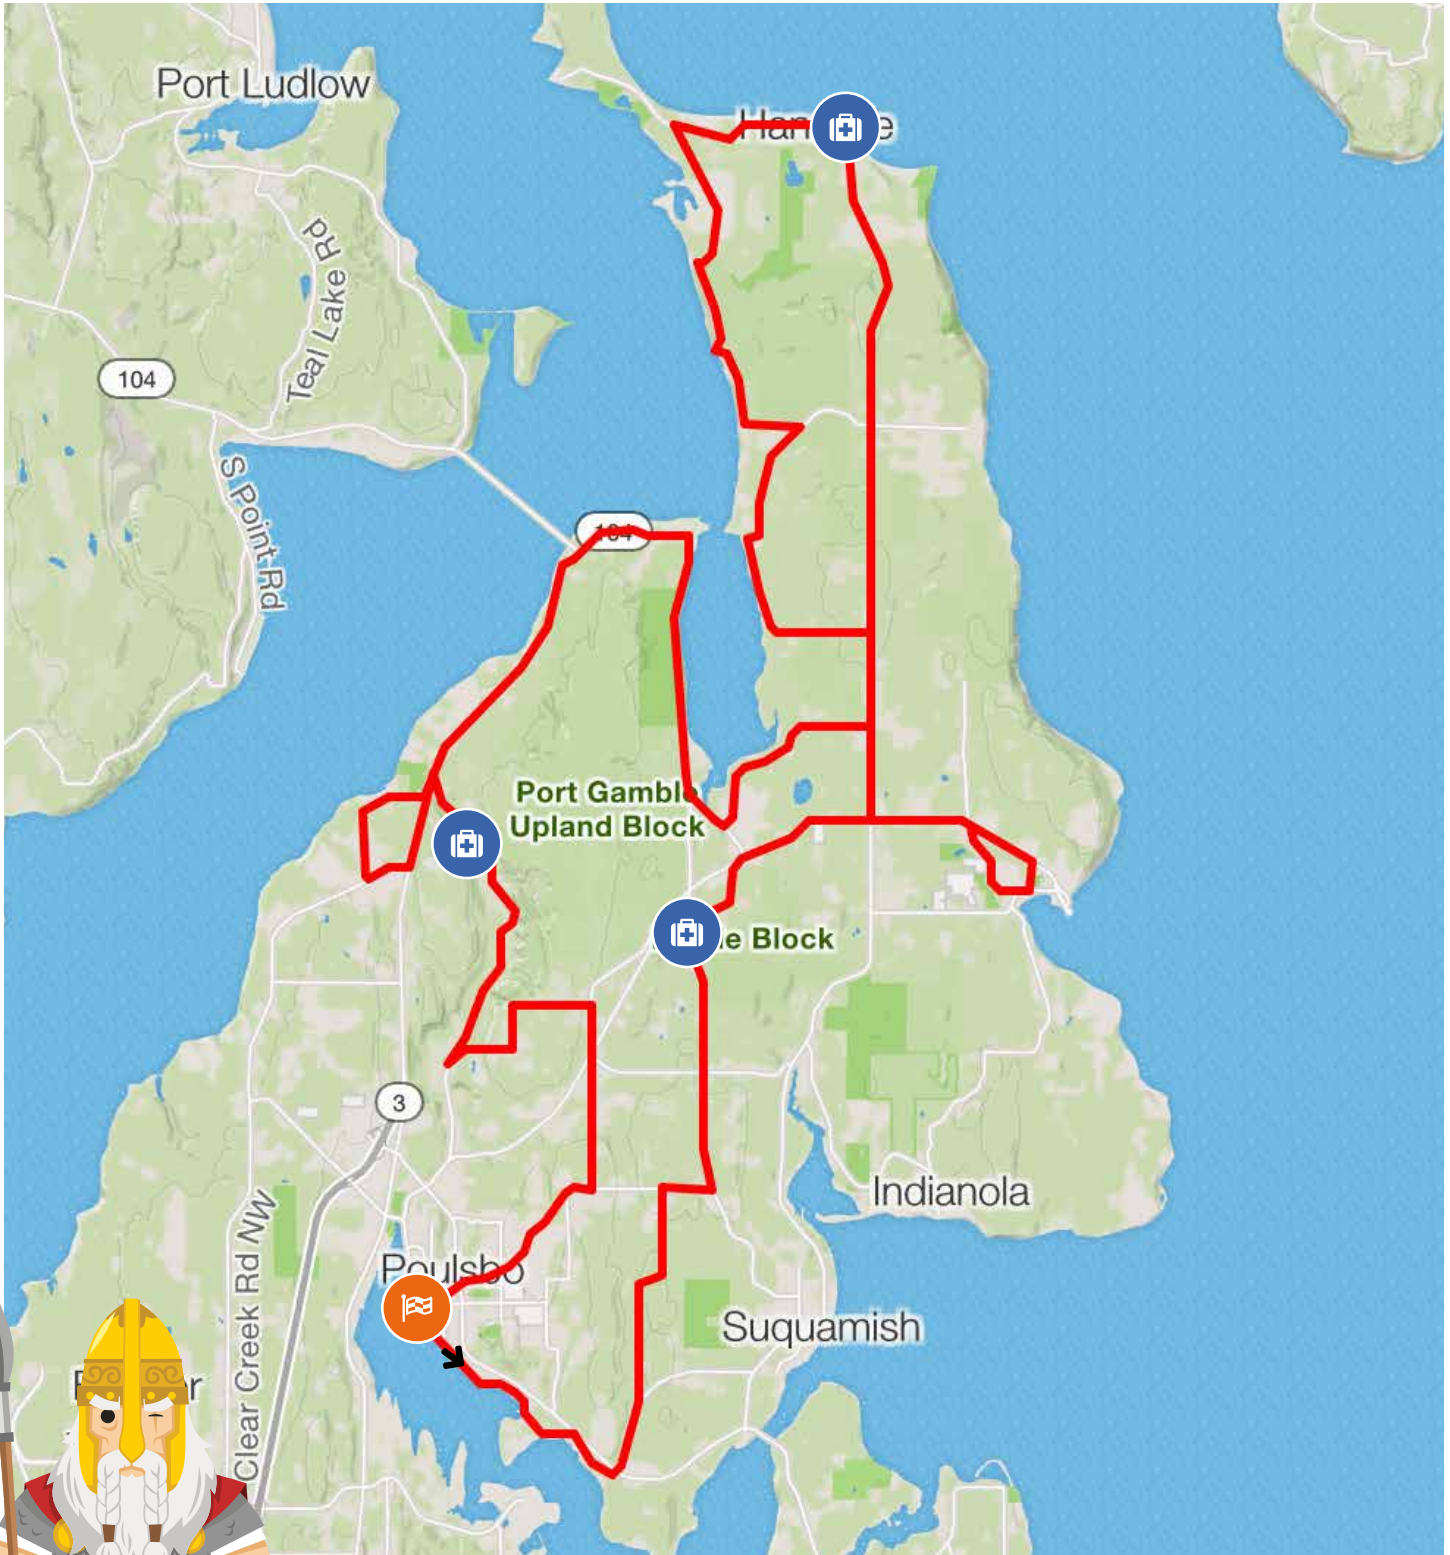 Port Ludlow
Teal Lake Rd
104
S Point Rd
104
Port Gamble
Upland Block
Block
3
Indianola
Poulsbo
Clear Creek Rd NW
Suquamish